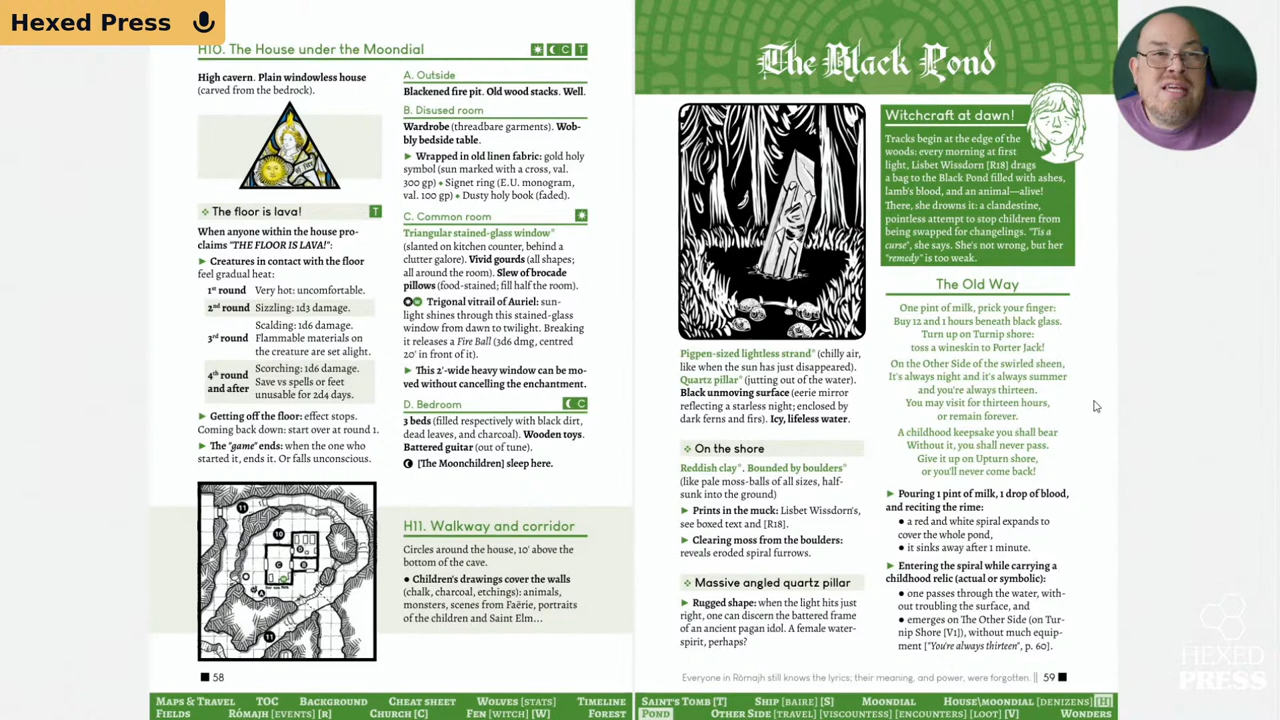 Hexed Press
H10. The House under the Moondial
C T
High cavern. Plain windowless house
(carved from the bedrock).
The floor is lava!
T
When anyone within the house pro-
claims "THE FLOOR IS LAVA!":
► Creatures in contact with the floor
feel gradual heat:
1st round Very hot: uncomfortable.
2nd round Sizzling: 1d3 damage.
3rd round Scalding: 1d6 damage.
Flammable materials on
the creature are set alight.
4th round and after Scorching: 1d6 damage.
Save vs spells or feet
unusable for 2d4 days.
► Getting off the floor: effect stops.
Coming back down: start over at round 1.
► The "game" ends: when the one who
started it, ends it. Or falls unconscious.
11
10
D
C
B
A
11
58
A. Outside
Blackened fire pit. Old wood stacks. Well.
B. Disused room
Wardrobe (threadbare garments). Wob-
bly bedside table.
► Wrapped in old linen fabric: gold holy
symbol (sun marked with a cross, val.
300 gp) ♦ Signet ring (E.U. monogram,
val. 100 gp) ♦ Dusty holy book (faded).
C. Common room
Triangular stained-glass window*
(slanted on kitchen counter, behind a
clutter galore). Vivid gourds (all shapes;
all around the room). Slew of brocade
pillows (food-stained; fill half the room).
Trigonal vitrail of Auriel: sun-
light shines through this stained-glass
window from dawn to twilight. Breaking
it releases a Fire Ball (3d6 dmg, centred
20' in front of it).
► This 2'-wide heavy window can be mo-
ved without cancelling the enchantment.
D. Bedroom
C
3 beds (filled respectively with black dirt,
dead leaves, and charcoal). Wooden toys.
Battered guitar (out of tune).
[The Moonchildren] sleep here.
H11. Walkway and corridor
Circles around the house, 10' above the
bottom of the cave.
● Children's drawings cover the walls
(chalk, charcoal, etchings): animals,
monsters, scenes from Faërie, portraits
of the children and Saint Elm...
The Black Pond
Pigpen-sized lightless strand* (chilly air,
like when the sun has just disappeared).
Quartz pillar* (jutting out of the water).
Black unmoving surface (eerie mirror
reflecting a starless night; enclosed by
dark ferns and firs). Icy, lifeless water.
On the shore
Reddish clay*. Bounded by boulders*
(like pale moss-balls of all sizes, half-
sunk into the ground)
► Prints in the muck: Lisbet Wissdorn's,
see boxed text and [R18].
► Clearing moss from the boulders:
reveals eroded spiral furrows.
Massive angled quartz pillar
► Rugged shape: when the light hits just
right, one can discern the battered frame
of an ancient pagan idol. A female water-
spirit, perhaps?
Witchcraft at dawn!
Tracks begin at the edge of the
woods: every morning at first
light, Lisbet Wissdorn [R18] drags
a bag to the Black Pond filled with ashes,
lamb's blood, and an animal—alive!
There, she drowns it: a clandestine,
pointless attempt to stop children from
being swapped for changelings. "Tis a
curse", she says. She's not wrong, but her
"remedy" is too weak.
The Old Way
One pint of milk, prick your finger:
Buy 12 and 1 hours beneath black glass.
Turn up on Turnip shore:
toss a wineskin to Porter Jack!
On the Other Side of the swirled sheen,
It's always night and it's always summer
and you're always thirteen.
You may visit for thirteen hours,
or remain forever.
A childhood keepsake you shall bear
Without it, you shall never pass.
Give it up on Upturn shore,
or you'll never come back!
► Pouring 1 pint of milk, 1 drop of blood,
and reciting the rime:
● a red and white spiral expands to
cover the whole pond,
● it sinks away after 1 minute.
► Entering the spiral while carrying a
childhood relic (actual or symbolic):
● one passes through the water, with-
out troubling the surface, and
● emerges on The Other Side (on Tur-
nip Shore [V1]), without much equip-
ment ["You're always thirteen", p. 60].
Everyone in Rómajh still knows the lyrics; their meaning, and power, were forgotten. || 59
HEXED
PRESS
Maps & Travel TOC Background Cheat sheet Wolves [stats] Timeline
Fields Rómajh [events] [R] Church [C] Fen [witch] [W] Forest
Saint's Tomb [T] Ship [Baire] [S] Moondial House\Moondial [denizens] [H]
Pond Other Side [travel] [Viscountess] [encounters] [loot] [V] Wonders